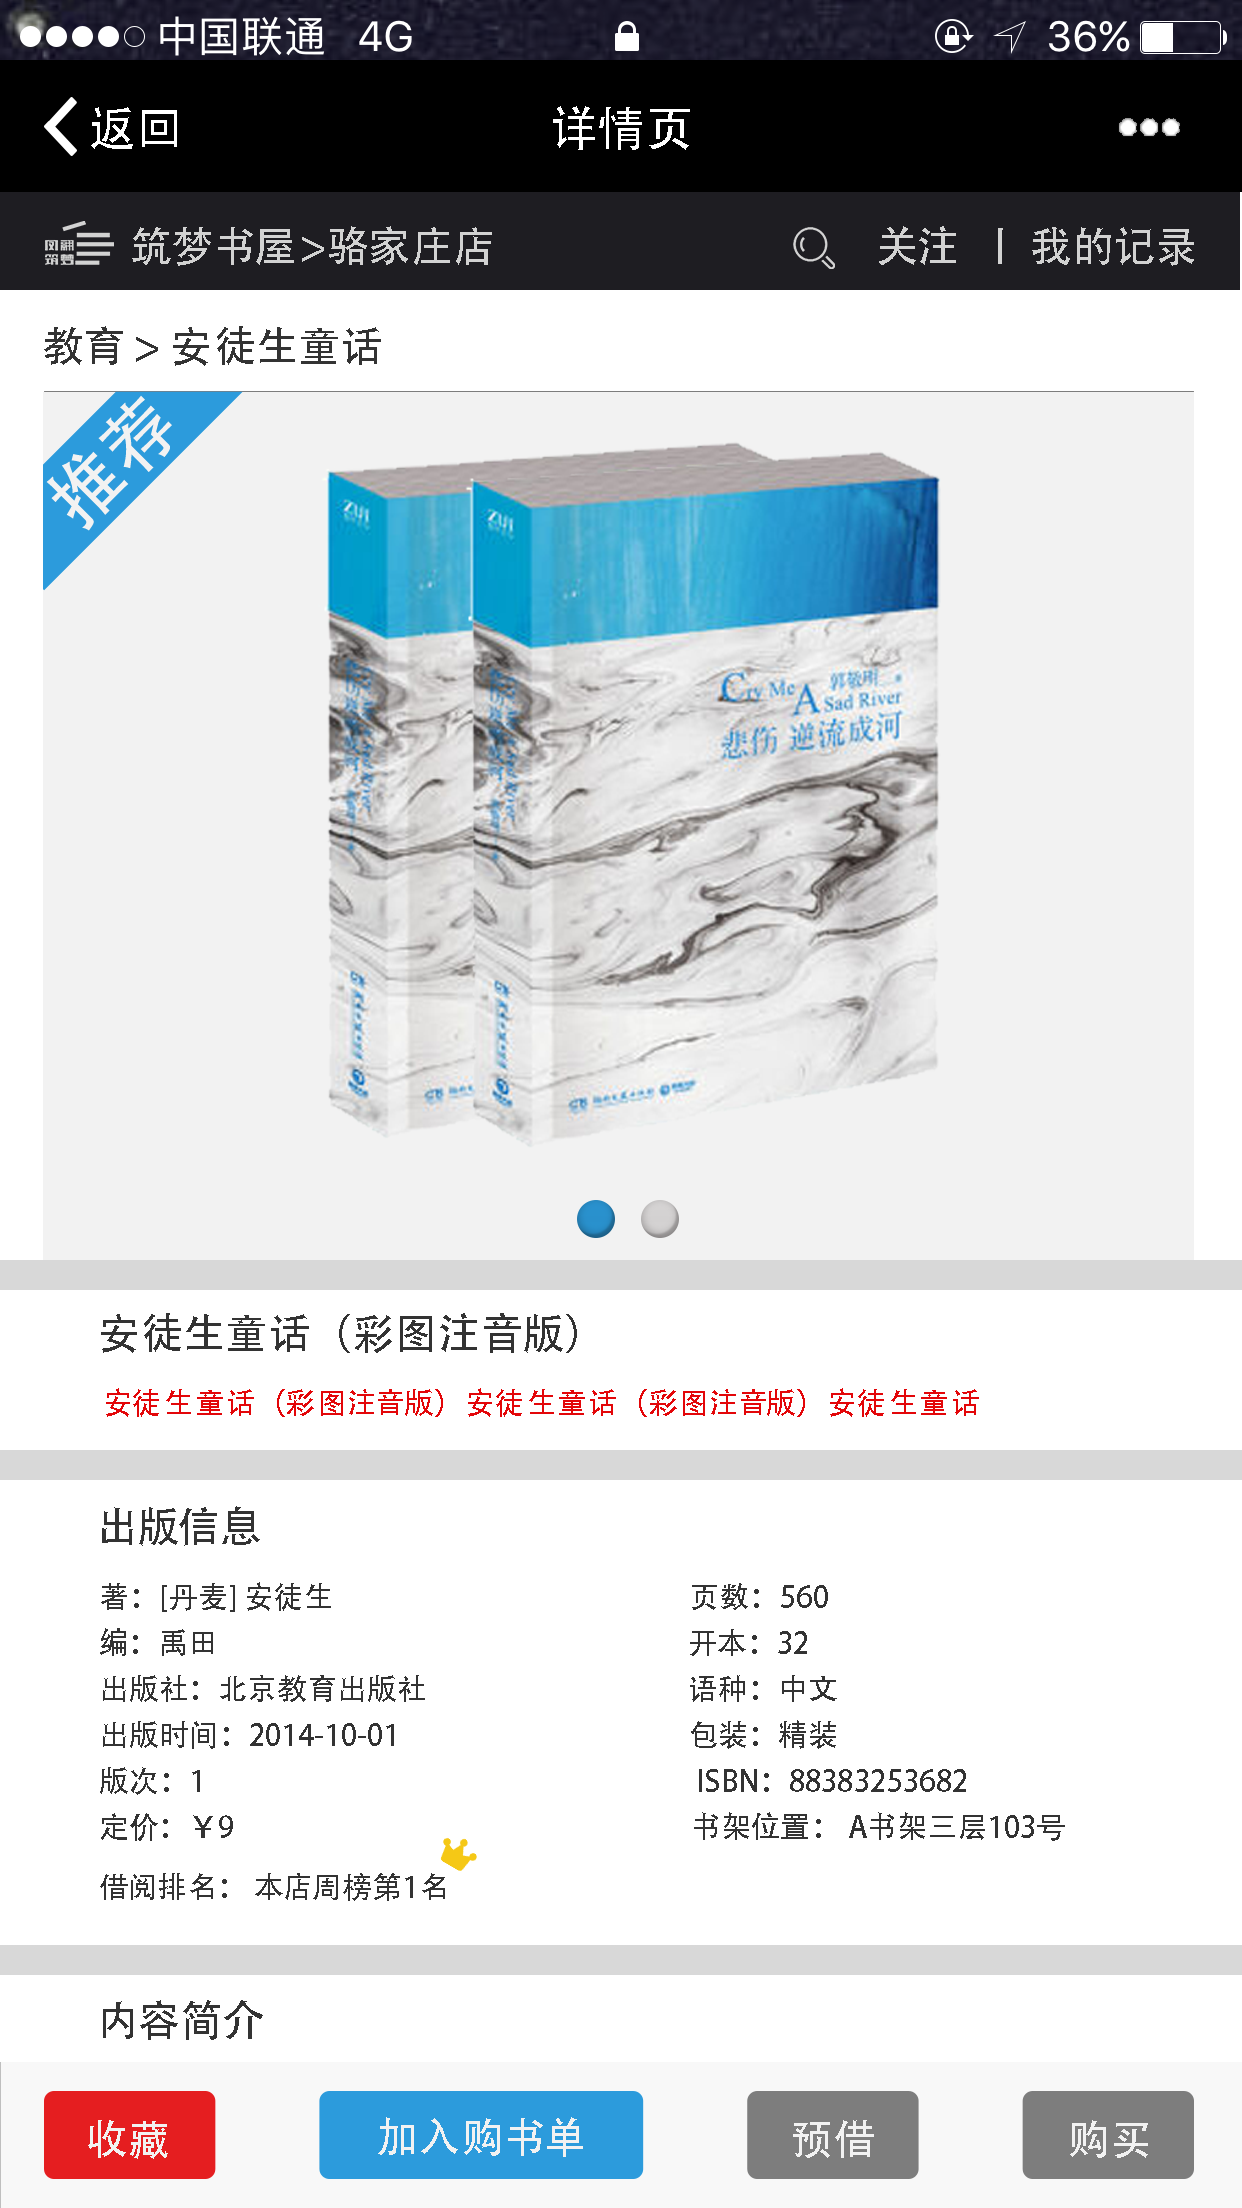 中国联通 4G 36%
返回 详情页
凤翻
筑梦
筑梦书屋>骆家庄店 关注 | 我的记录
教育 > 安徒生童话
推荐
ZUI
ZUI
Cry Me 郭敬明
A Sad River
悲伤 逆流成河
安徒生童话（彩图注音版）
安徒生童话（彩图注音版）安徒生童话（彩图注音版）安徒生童话
出版信息
著：[丹麦] 安徒生 页数：560
编：禹田 开本：32
出版社：北京教育出版社 语种：中文
出版时间：2014-10-01 包装：精装
版次：1 ISBN：88383253682
定价：￥9 书架位置： A书架三层103号
借阅排名： 本店周榜第1名
内容简介
收藏 加入购书单 预借 购买